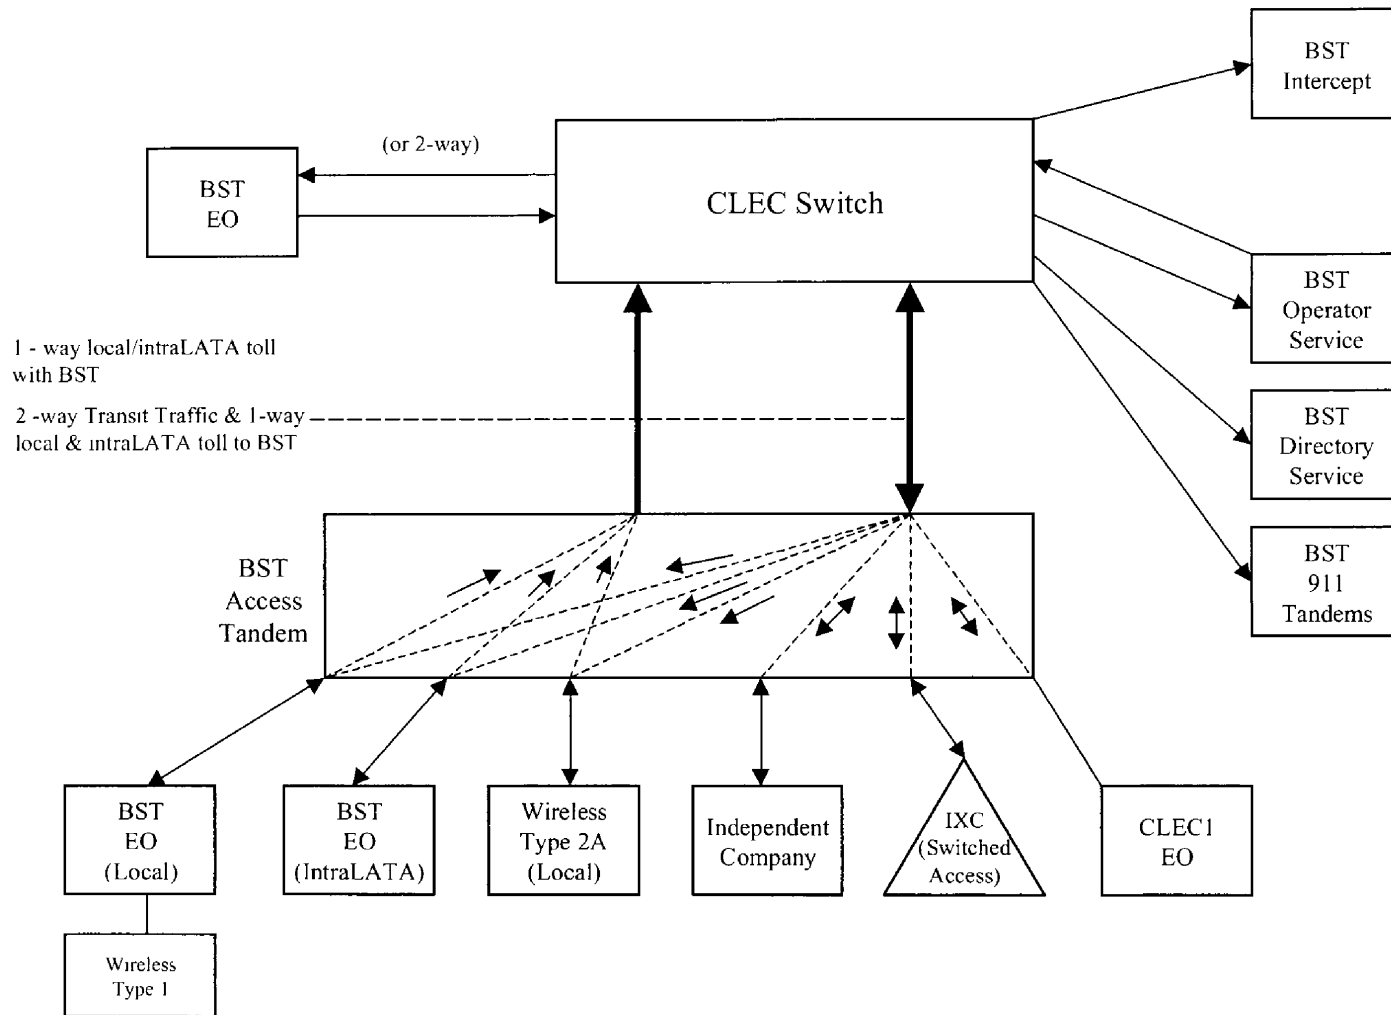 BST
Intercept
(or 2-way)
BST
EO
CLEC Switch
BST
Operator
Service
1 - way local/intraLATA toll
with BST
2 -way Transit Traffic & 1-way
local & intraLATA toll to BST
BST
Directory
Service
BST
Access
Tandem
BST
911
Tandems
BST
EO
(Local)
BST
EO
(IntraLATA)
Wireless
Type 2A
(Local)
Independent
Company
IXC
(Switched
Access)
CLEC1
EO
Wireless
Type 1